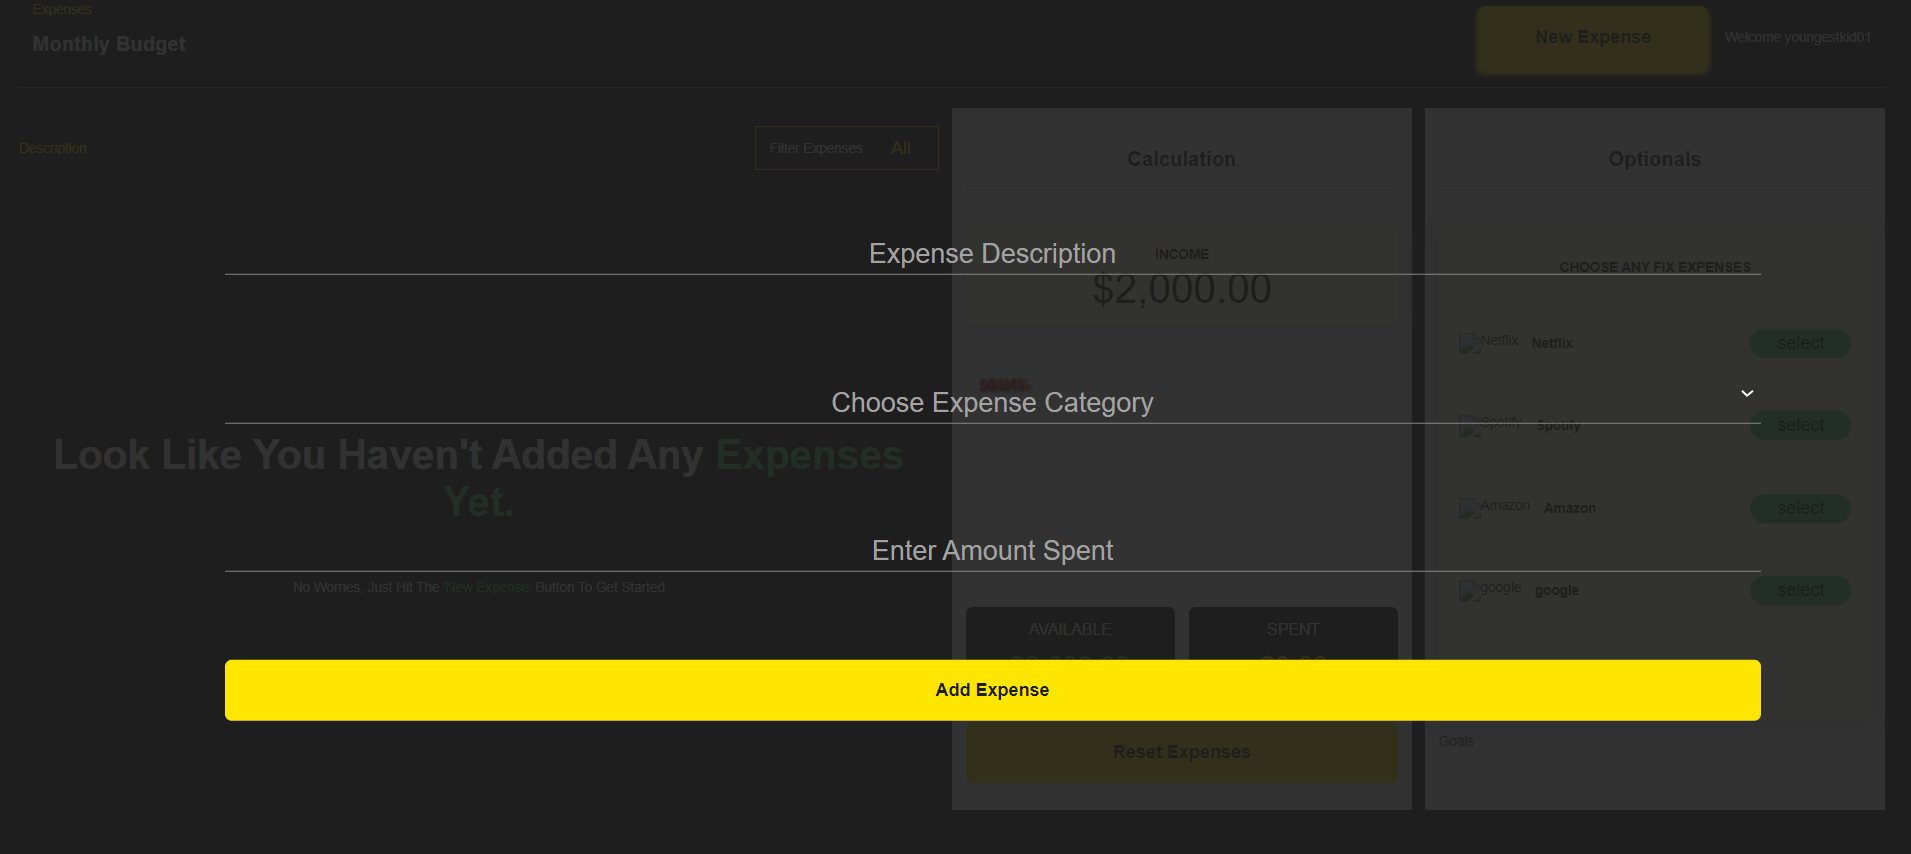 Expenses
Monthly Budget
New Expense
Welcome youngestkid01
Description
Filter Expenses All
Calculation
Optionals
Expense Description
INCOME
$2,000.00
CHOOSE ANY FIX EXPENSES
Netflix Netflix select
Choose Expense Category
Spotify Spotify select
Look Like You Haven't Added Any Expenses
Yet.
Amazon Amazon select
Enter Amount Spent
No Worries, Just Hit The 'New Expense' Button To Get Started
google google select
AVAILABLE
SPENT
Add Expense
Reset Expenses
Goals